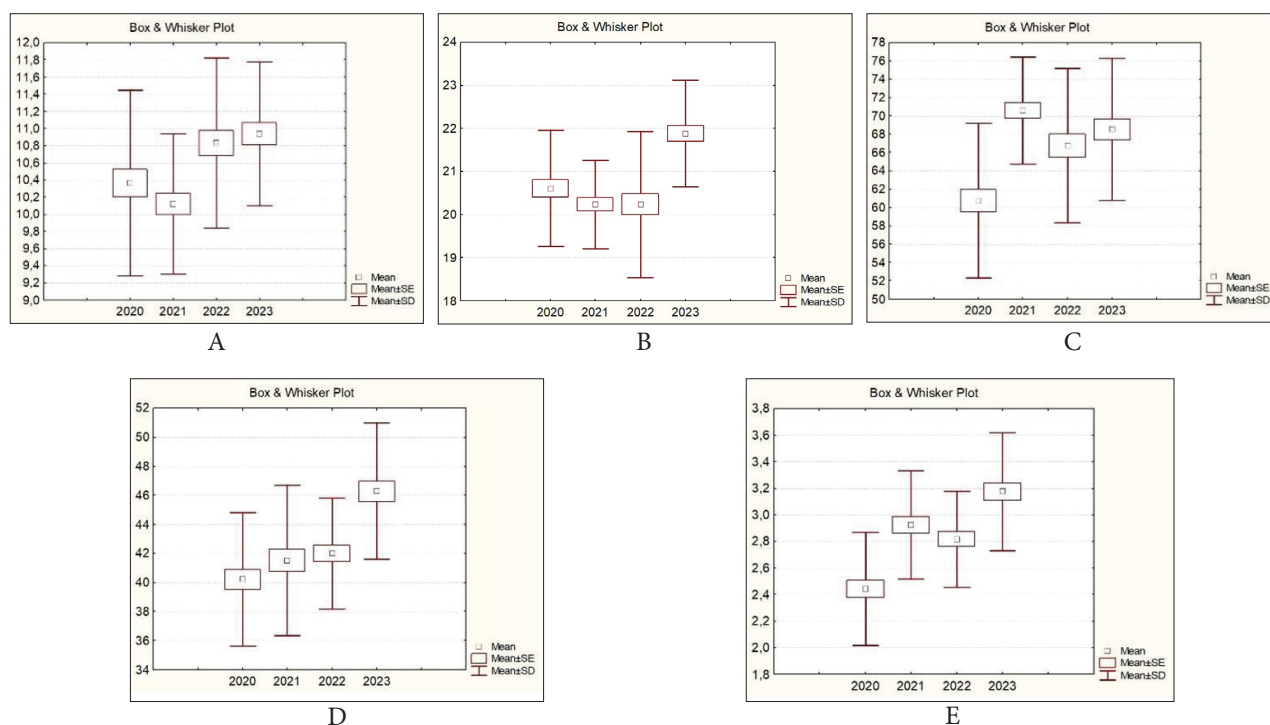 Box & Whisker Plot
12,0
11,8
11,6
11,4
11,2
11,0
10,8
10,6
10,4
10,2
10,0
9,8
9,6
9,4
9,2
9,0
2020 2021 2022 2023
Mean
Mean±SE
Mean±SD
A
Box & Whisker Plot
24
23
22
21
20
19
18
2020 2021 2022 2023
Mean
Mean±SE
Mean±SD
B
Box & Whisker Plot
78
76
74
72
70
68
66
64
62
60
58
56
54
52
50
2020 2021 2022 2023
Mean
Mean±SE
Mean±SD
C
Box & Whisker Plot
52
50
48
46
44
42
40
38
36
34
2020 2021 2022 2023
Mean
Mean±SE
Mean±SD
D
Box & Whisker Plot
3,8
3,6
3,4
3,2
3,0
2,8
2,6
2,4
2,2
2,0
1,8
2020 2021 2022 2023
Mean
Mean±SE
Mean±SD
E